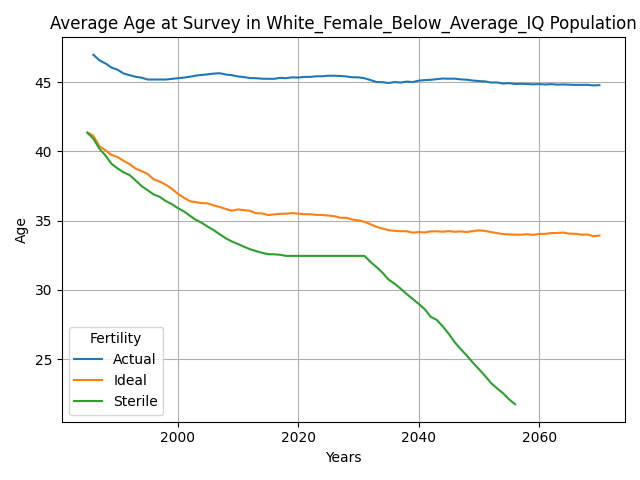 Average Age at Survey in White_Female_Below_Average_IQ Population
Age
45
40
35
30
25
Fertility
Actual
Ideal
Sterile
2000 2020 2040 2060
Years